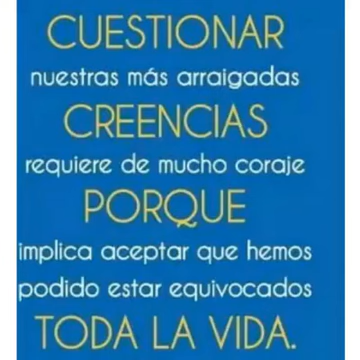 CUESTIONAR
nuestras más arraigadas
CREENCIAS
requiere de mucho coraje
PORQUE
implica aceptar que hemos
podido estar equivocados
TODA LA VIDA.